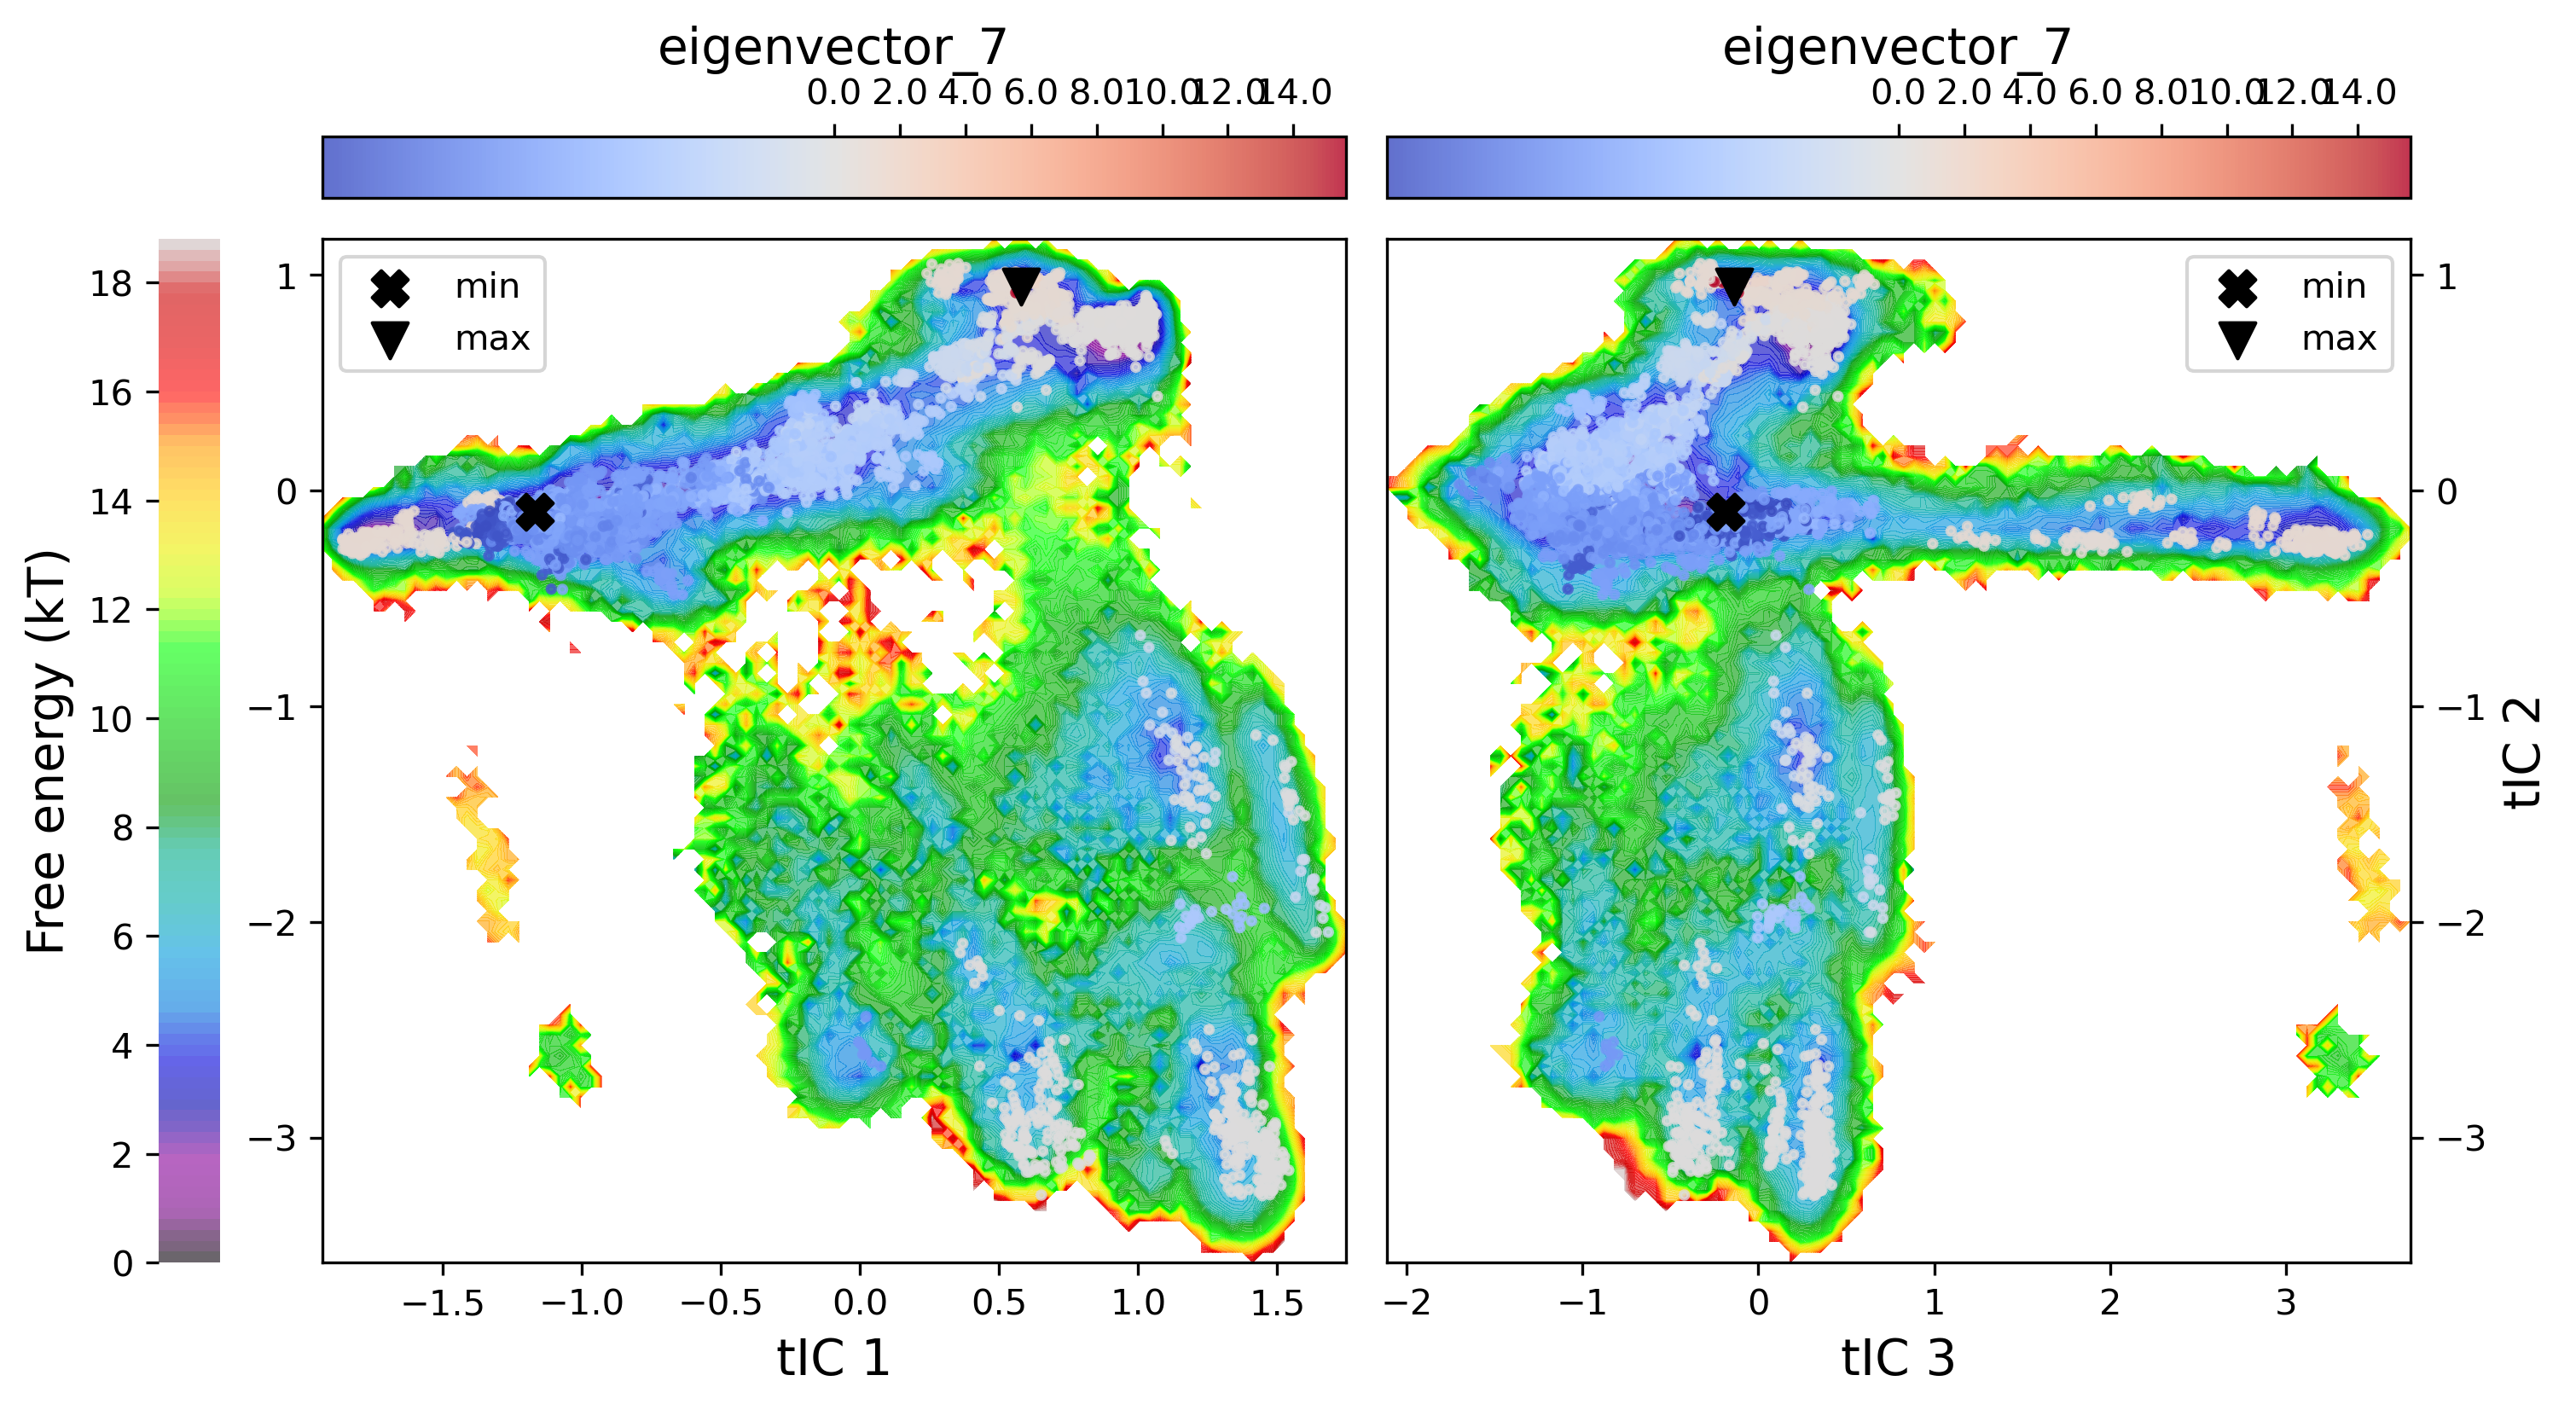 eigenvector_7 eigenvector_7
0.0 2.0 4.0 6.0 8.0 10.0 12.0 14.0 0.0 2.0 4.0 6.0 8.0 10.0 12.0 14.0
min
max
min
max
Free energy (kT)
18
16
14
12
10
8
6
4
2
0
1
0
−1
−2
−3
1
0
−1
−2
−3
tIC 2
−1.5 −1.0 −0.5 0.0 0.5 1.0 1.5
−2 −1 0 1 2 3
tIC 1
tIC 3